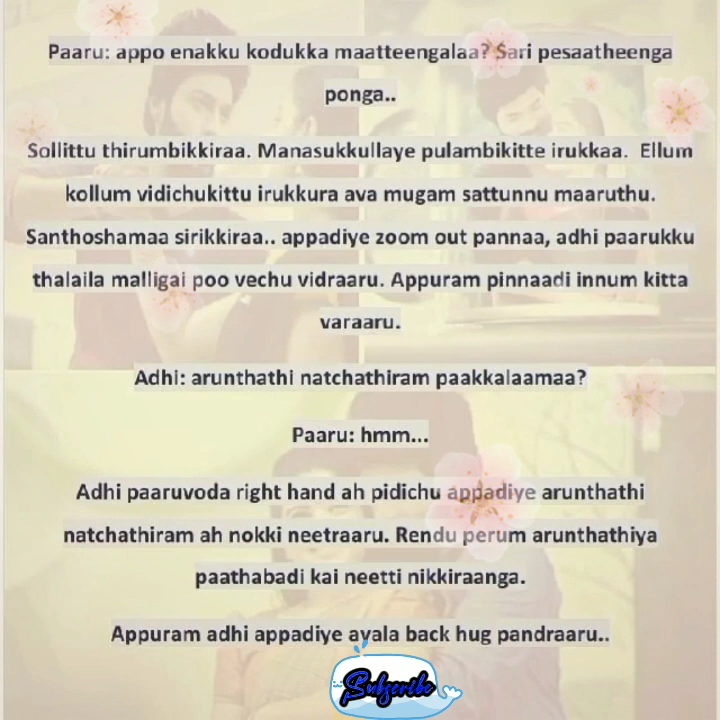 Paaru: appo enakku kodukka maatteengalaa? Sari pesaatheenga
ponga..
Sollittu thirumbikkiraa. Manasukkullaye pulambikitte irukkaa. Ellum
kollum vidichukittu irukkura ava mugam sattunnu maaruthu.
Santhoshamaa sirikkiraa.. appadiye zoom out pannaa, adhi paarukku
thalaila malligai poo vechu vidraaru. Appuram pinnaadi innum kitta
varaaru.
Adhi: arunthathi natchathiram paakkalaamaa?
Paaru: hmm...
Adhi paaruvoda right hand ah pidichu appadiye arunthathi
natchathiram ah nokki neetraaru. Rendu perum arunthathiya
paathabadi kai neetti nikkiraanga.
Appuram adhi appadiye avala back hug pandraaru..
Subscribe